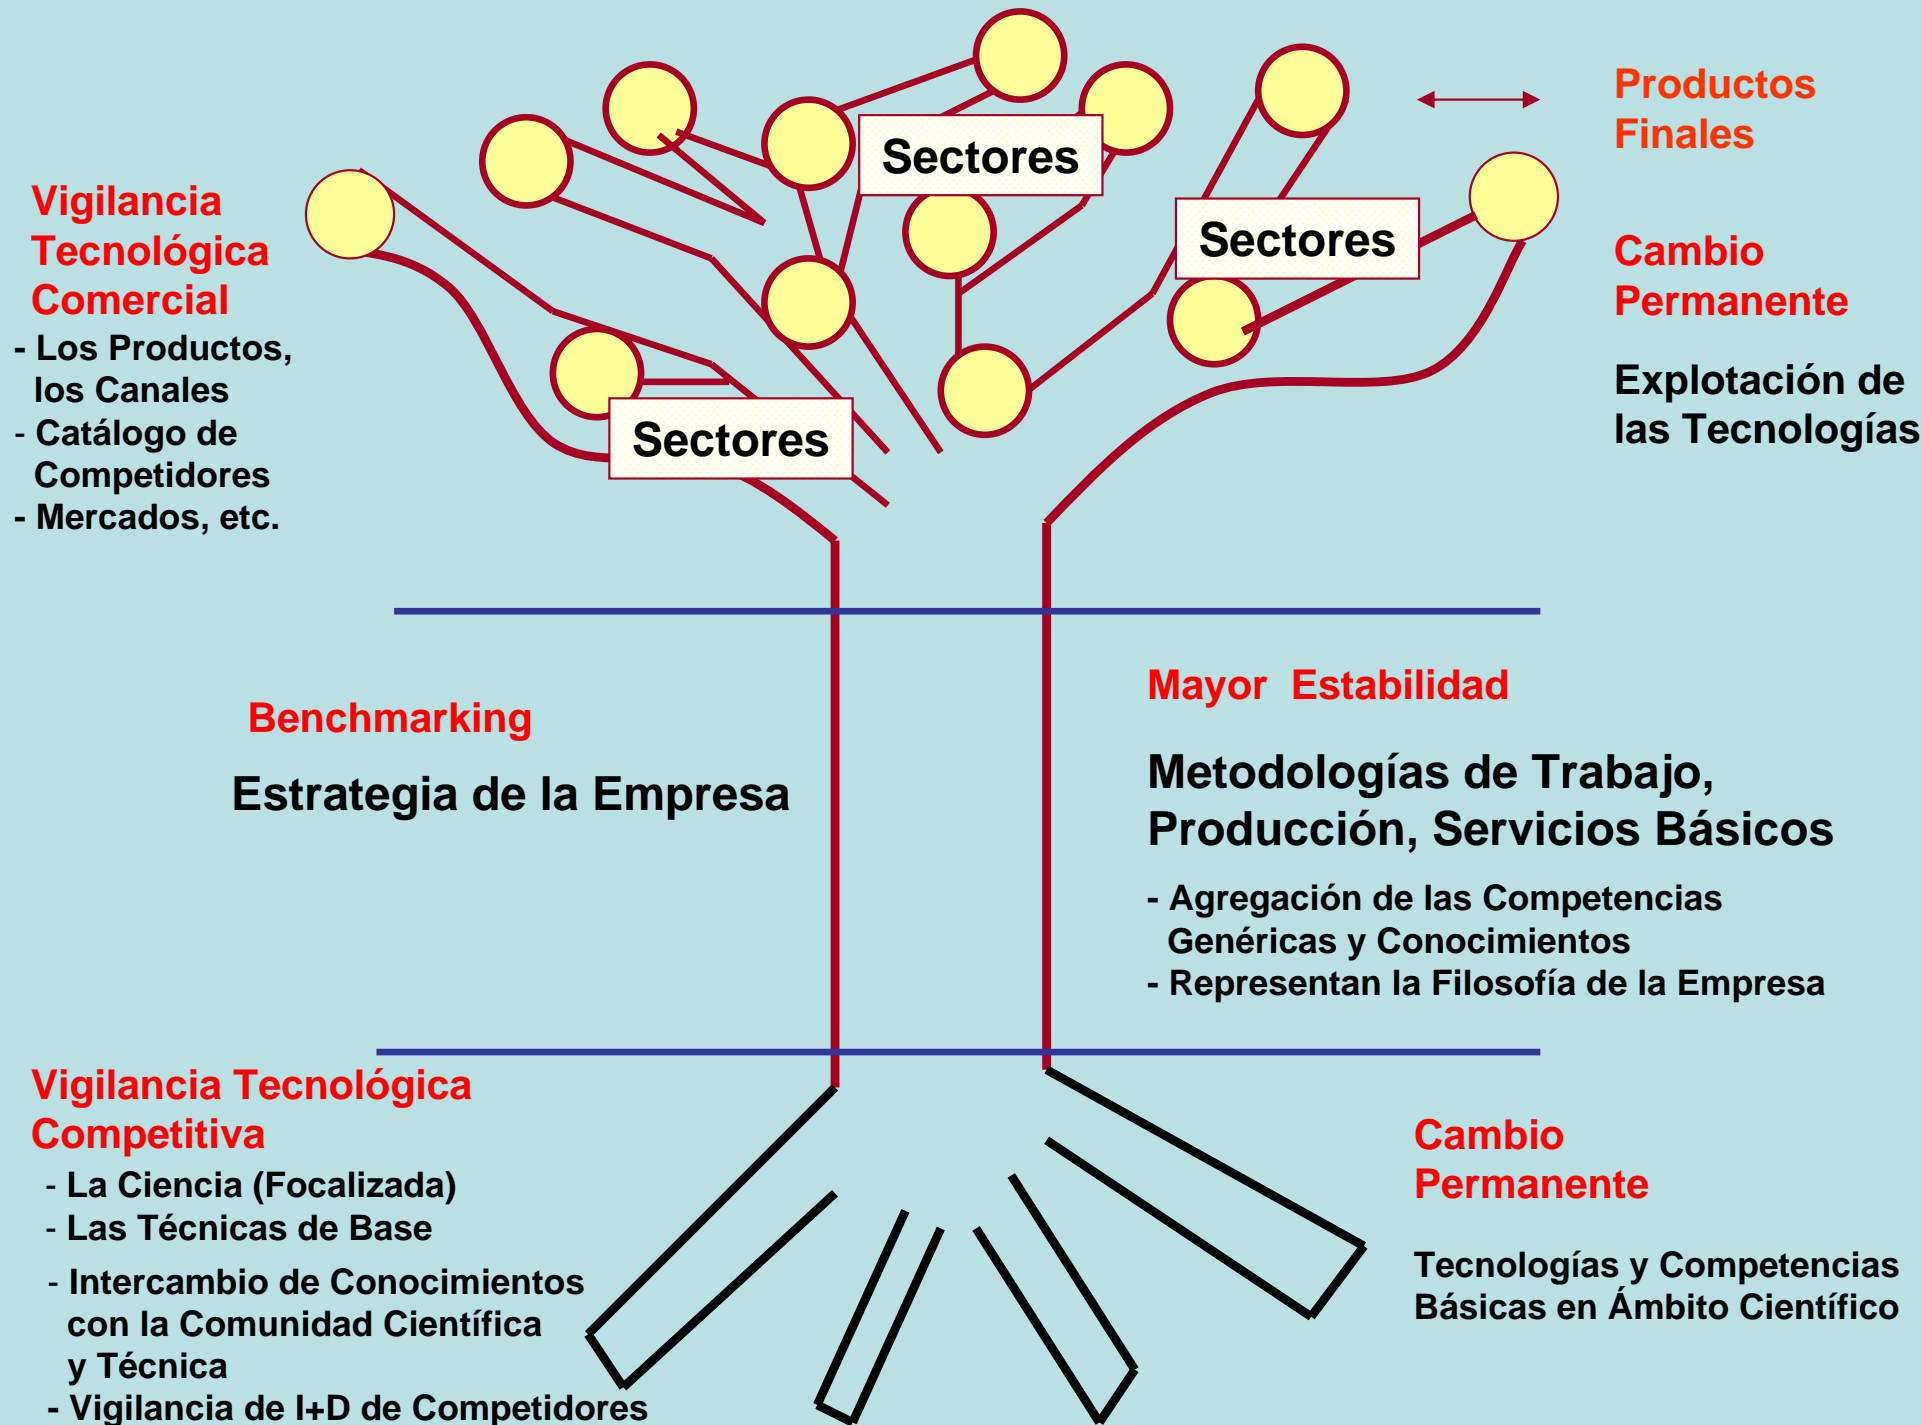 Sectores
Sectores
Sectores
Productos
Finales
Vigilancia
Tecnológica
Comercial
- Los Productos,
los Canales
- Catálogo de
Competidores
- Mercados, etc.
Cambio
Permanente
Explotación de
las Tecnologías
Benchmarking
Estrategia de la Empresa
Mayor Estabilidad
Metodologías de Trabajo,
Producción, Servicios Básicos
- Agregación de las Competencias
Genéricas y Conocimientos
- Representan la Filosofía de la Empresa
Vigilancia Tecnológica
Competitiva
- La Ciencia (Focalizada)
- Las Técnicas de Base
- Intercambio de Conocimientos
con la Comunidad Científica
y Técnica
- Vigilancia de I+D de Competidores
Cambio
Permanente
Tecnologías y Competencias
Básicas en Ámbito Científico